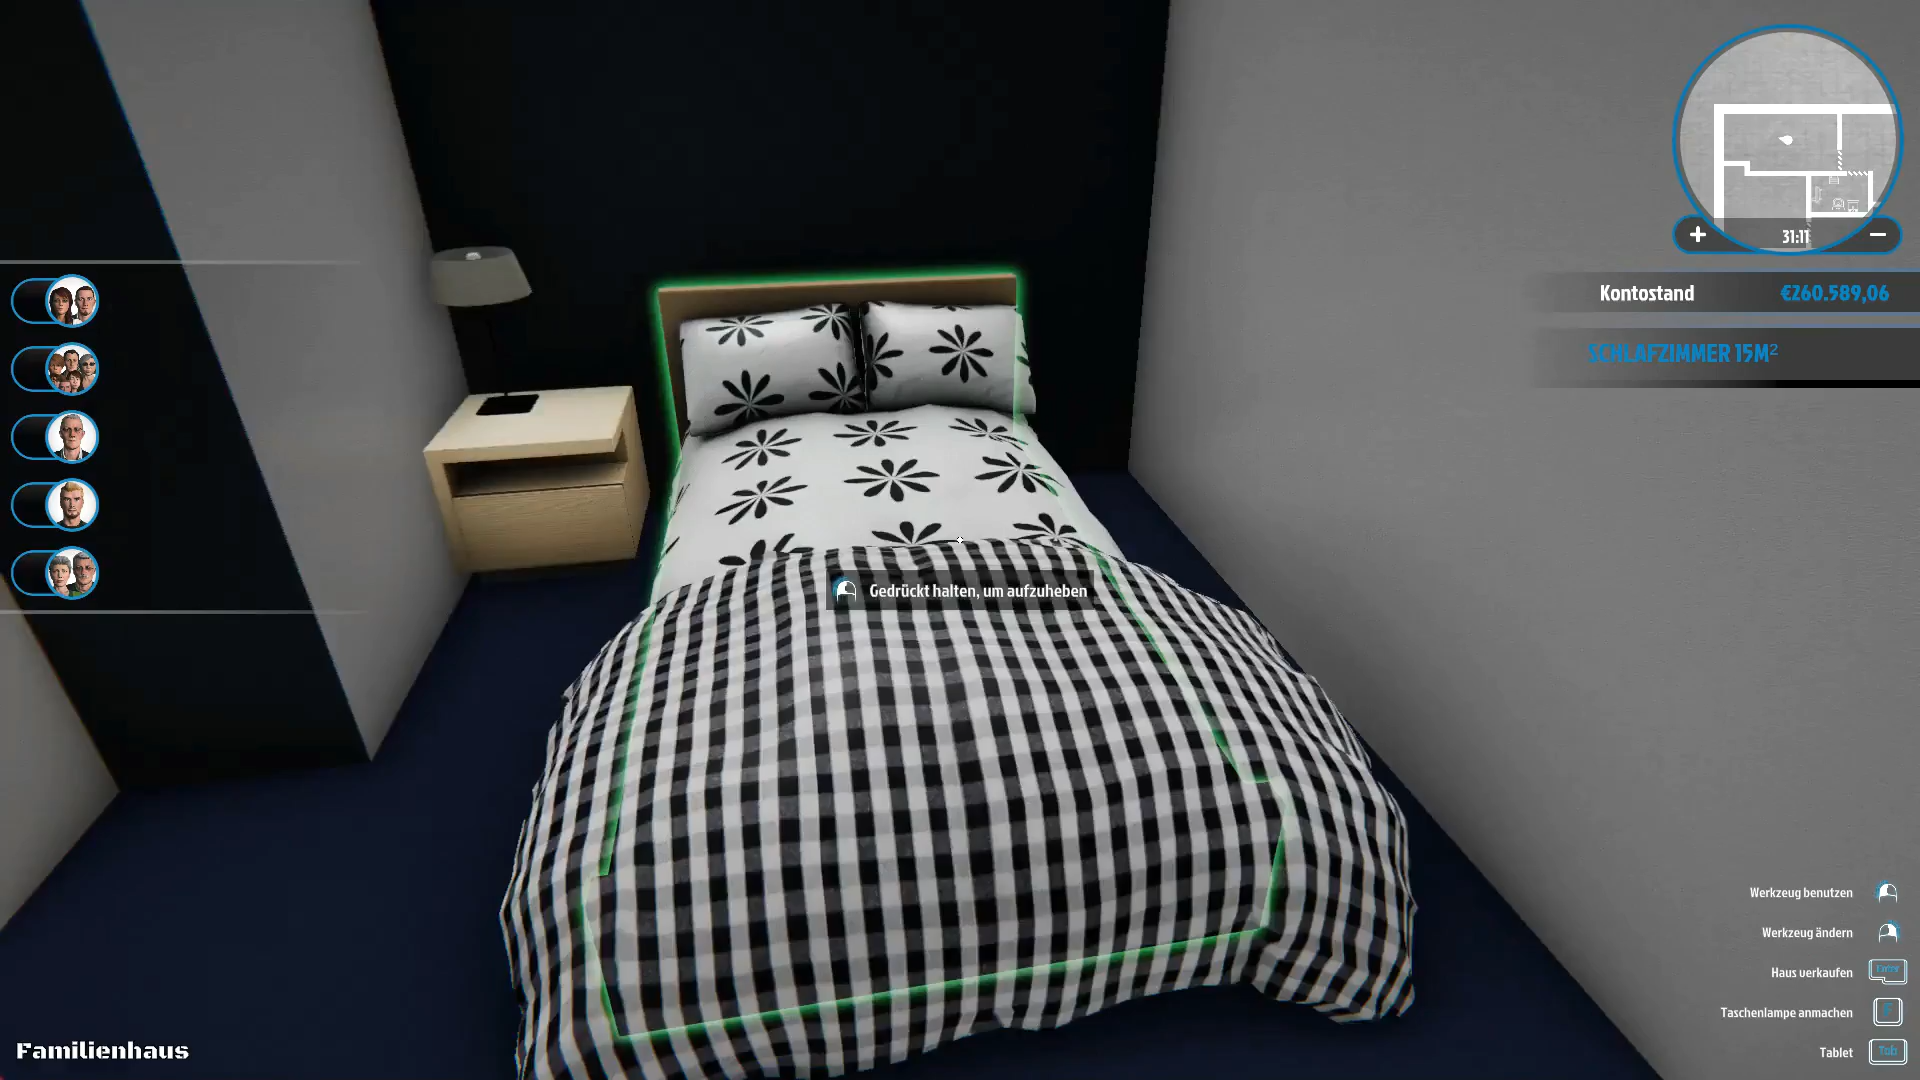 31:11
Kontostand €260.589,06
SCHLAFZIMMER 15M²
Gedrückt halten, um aufzuheben
Werkzeug benutzen
Werkzeug ändern
Haus verkaufen Enter
Taschenlampe anmachen F
Tablet Tab
Familienhaus